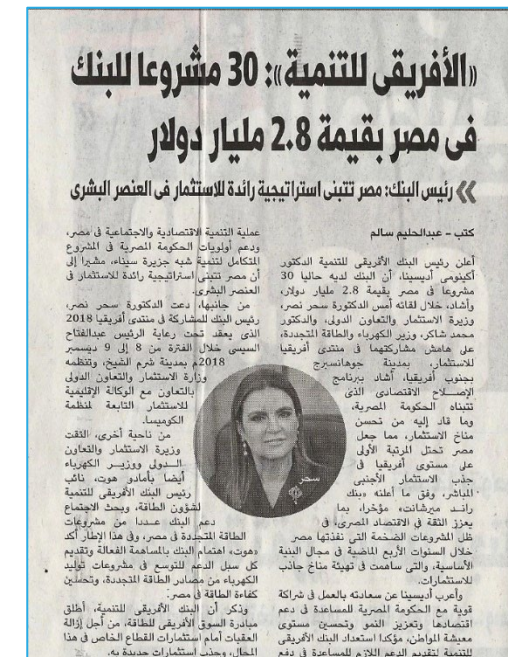 «الأفريقى للتنمية»: 30 مشروعا للبنك
فى مصر بقيمة 2.8 مليار دولار
رئيس البنك: مصر تتبنى استراتيجية رائدة للاستثمار فى العنصر البشرى
كتب - عبدالحليم سالم
أعلن رئيس البنك الأفريقى للتنمية الدكتور
أكينومى أديسينا، أن البنك لديه حاليا 30
مشروعا فى مصر بقيمة 2.8 مليار دولار،
وأشاد، خلال لقائه أمس الدكتورة سحر نصر،
وزيرة الاستثمار والتعاون الدولى، والدكتور
محمد شاكر، وزير الكهرباء والطاقة المتجددة،
على هامش مشاركتهما فى منتدى أفريقيا
للاستثمار، بمدينة جوهانسبرج
بجنوب أفريقيا، أشاد ببرنامج
الإصلاح الاقتصادى الذى
تتبناه الحكومة المصرية،
وما قاد إليه من تحسن
مناخ الاستثمار، مما جعل
مصر تحتل المرتبة الأولى
على مستوى أفريقيا فى
جذب الاستثمار الأجنبى
المباشر، وفق ما أعلنه «بنك
راند ميرشانت» مؤخرا، بما
يعزز الثقة فى الاقتصاد المصرى، فى
ظل المشروعات الضخمة التى نفذتها مصر
خلال السنوات الأربع الماضية فى مجال البنية
الأساسية، والتى ساهمت فى تهيئة مناخ جاذب
للاستثمارات.
وأعرب أديسينا عن سعادته بالعمل فى شراكة
قوية مع الحكومة المصرية للمساعدة فى دعم
اقتصادها وتعزيز النمو وتحسين مستوى
معيشة المواطن، مؤكدا استعداد البنك الأفريقى
للتنمية لتقديم الدعم اللازم للمساعدة فى دفع
عملية التنمية الاقتصادية والاجتماعية فى مصر،
ودعم أولويات الحكومة المصرية فى المشروع
المتكامل لتنمية شبه جزيرة سيناء، مشيرا إلى
أن مصر تتبنى استراتيجية رائدة للاستثمار فى
العنصر البشرى.
من جانبها، دعت الدكتورة سحر نصر،
رئيس البنك للمشاركة فى منتدى أفريقيا 2018
الذى يعقد تحت رعاية الرئيس عبدالفتاح
السيسى خلال الفترة من 8 إلى 9 ديسمبر
2018م بمدينة شرم الشيخ، وتنظمه
وزارة الاستثمار والتعاون الدولى
بالتعاون مع الوكالة الإقليمية
للاستثمار التابعة لمنظمة
الكوميسا.
من ناحية أخرى، التقت
وزيرة الاستثمار والتعاون
الدولى ووزير الكهرباء
أيضا بأمادو هوت، نائب
رئيس البنك الأفريقى للتنمية
لشؤون الطاقة، وبحث الاجتماع
دعم البنك عددا من مشروعات
الطاقة المتجددة فى مصر، وفى هذا الإطار أكد
«هوت» اهتمام البنك بالمساهمة الفعالة وتقديم
كل سبل الدعم للتوسع فى مشروعات توليد
الكهرباء من مصادر الطاقة المتجددة، وتحسين
كفاءة الطاقة فى مصر.
وذكر أن البنك الأفريقى للتنمية، أطلق
مبادرة السوق الأفريقى للطاقة، من أجل إزالة
العقبات أمام استثمارات القطاع الخاص فى هذا
المجال، وجذب استثمارات جديدة به.
سحر